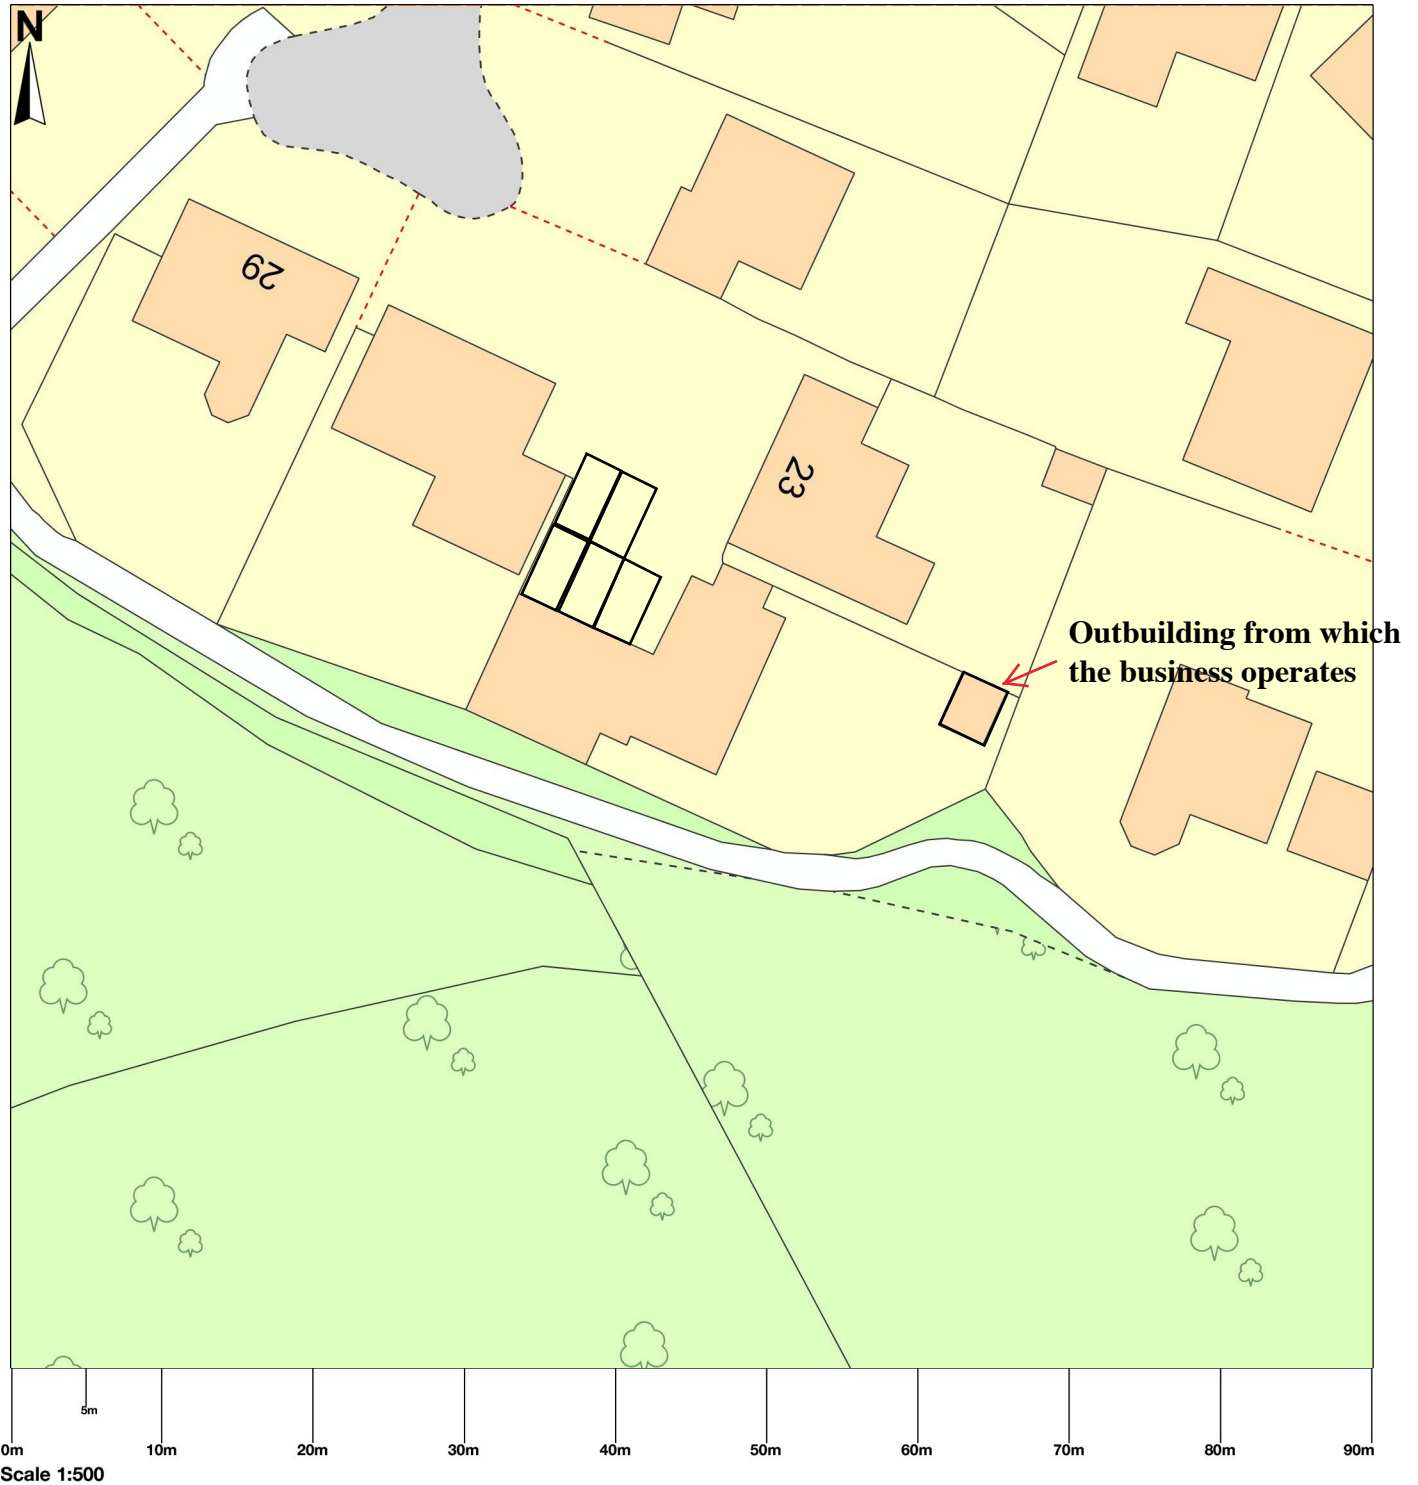 N
29
23
Outbuilding from which
the business operates
5m
0m 10m 20m 30m 40m 50m 60m 70m 80m 90m
Scale 1:500